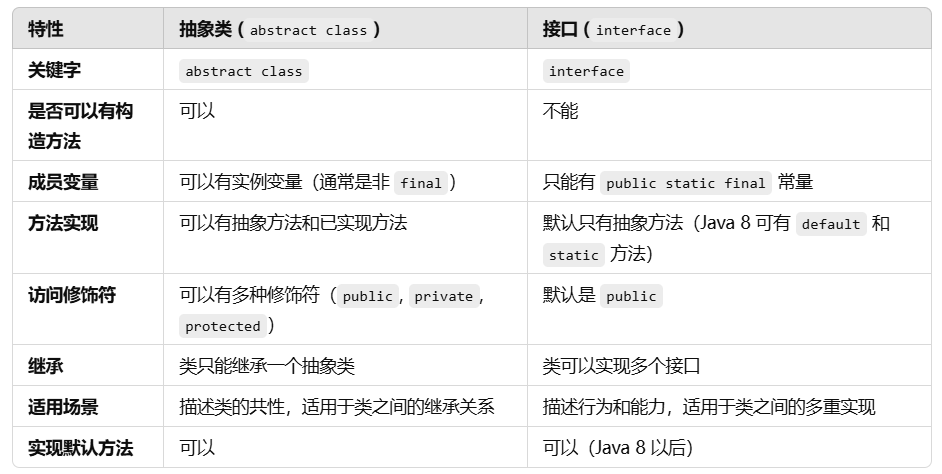 特性 抽象类 ( abstract class ) 接口 ( interface )
关键字 abstract class interface
是否可以有构 可以 不能
造方法
成员变量 可以有实例变量（通常是非 final ） 只能有 public static final 常量
方法实现 可以有抽象方法和已实现方法 默认只有抽象方法（Java 8 可有 default 和
static 方法）
访问修饰符 可以有多种修饰符（ public , private , 默认是 public
protected ）
继承 类只能继承一个抽象类 类可以实现多个接口
适用场景 描述类的共性，适用于类之间的继承关系 描述行为和能力，适用于类之间的多重实现
实现默认方法 可以 可以（Java 8 以后）